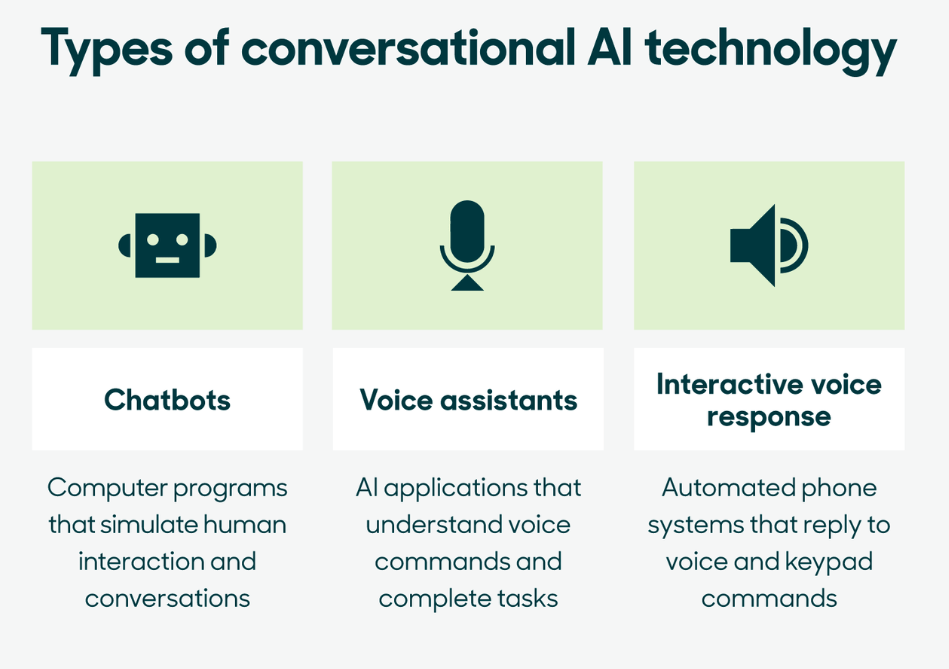 Types of conversational AI technology
Chatbots
Computer programs
that simulate human
interaction and
conversations
Voice assistants
AI applications that
understand voice
commands and
complete tasks
Interactive voice
response
Automated phone
systems that reply to
voice and keypad
commands